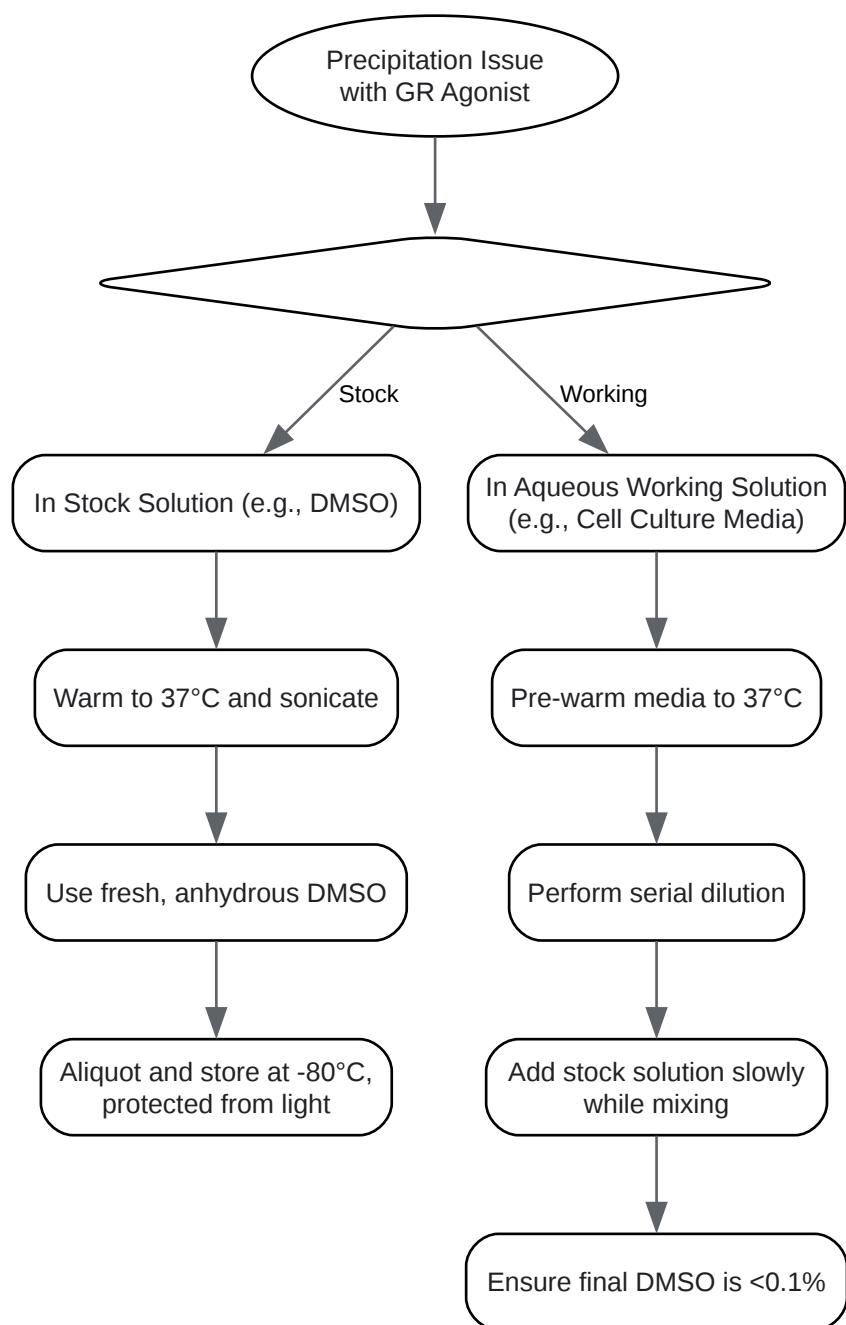 Precipitation Issue
with GR Agonist
Stock
Working
In Stock Solution (e.g., DMSO)
In Aqueous Working Solution
(e.g., Cell Culture Media)
Warm to 37°C and sonicate
Pre-warm media to 37°C
Use fresh, anhydrous DMSO
Perform serial dilution
Aliquot and store at -80°C,
protected from light
Add stock solution slowly
while mixing
Ensure final DMSO is <0.1%